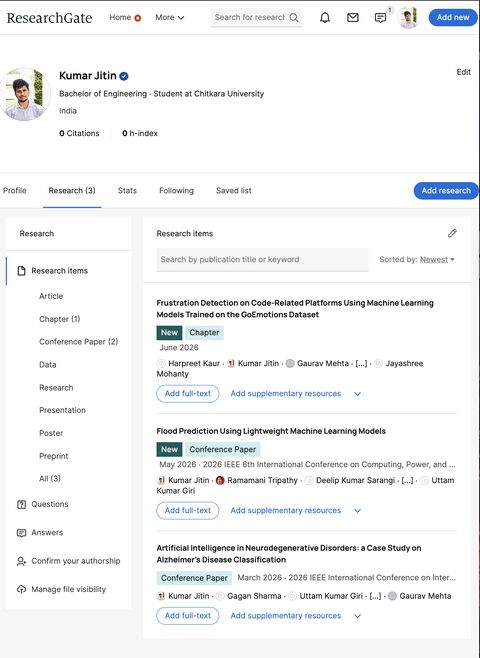 ResearchGate
Home More Search for research 1 Add new
Kumar Jitin
Edit
Bachelor of Engineering · Student at Chitkara University
India
0 Citations 0 h-index
Profile Research (3) Stats Following Saved list Add research
Research
Research items
Article
Chapter (1)
Conference Paper (2)
Data
Research
Presentation
Poster
Preprint
All (3)
Questions
Answers
Confirm your authorship
Manage file visibility
Research items
Search by publication title or keyword Sorted by: Newest
Frustration Detection on Code-Related Platforms Using Machine Learning
Models Trained on the GoEmotions Dataset
New Chapter
June 2026
Harpreet Kaur · Kumar Jitin · Gaurav Mehta · [...] · Jayashree
Mohanty
Add full-text Add supplementary resources
Flood Prediction Using Lightweight Machine Learning Models
New Conference Paper
May 2026 · 2026 IEEE 6th International Conference on Computing, Power, and ...
Kumar Jitin · Ramamani Tripathy · Deelip Kumar Sarangi · [...] · Uttam
Kumar Giri
Add full-text Add supplementary resources
Artificial Intelligence in Neurodegenerative Disorders: a Case Study on
Alzheimer's Disease Classification
Conference Paper March 2026 · 2026 IEEE International Conference on Inter...
Kumar Jitin · Gagan Sharma · Uttam Kumar Giri · [...] · Gaurav Mehta
Add full-text Add supplementary resources